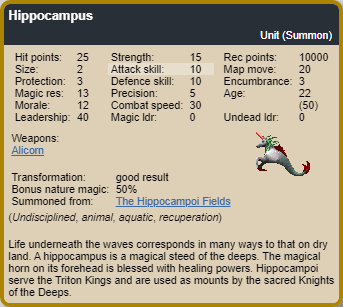 Hippocampus
Unit (Summon)
Hit points: 25 Strength: 15 Rec points: 10000
Size: 2 Attack skill: 10 Map move: 20
Protection: 3 Defence skill: 10 Encumbrance: 3
Magic res: 13 Precision: 5 Age: 22
Morale: 12 Combat speed: 30 (50)
Leadership: 40 Magic ldr: 0 Undead ldr: 0
Weapons:
Alicorn
Transformation: good result
Bonus nature magic: 50%
Summoned from: The Hippocampoi Fields
(Undisciplined, animal, aquatic, recuperation)
Life underneath the waves corresponds in many ways to that on dry
land. A hippocampus is a magical steed of the deeps. The magical
horn on its forehead is blessed with healing powers. Hippocampoi
serve the Triton Kings and are used as mounts by the sacred Knights
of the Deeps.